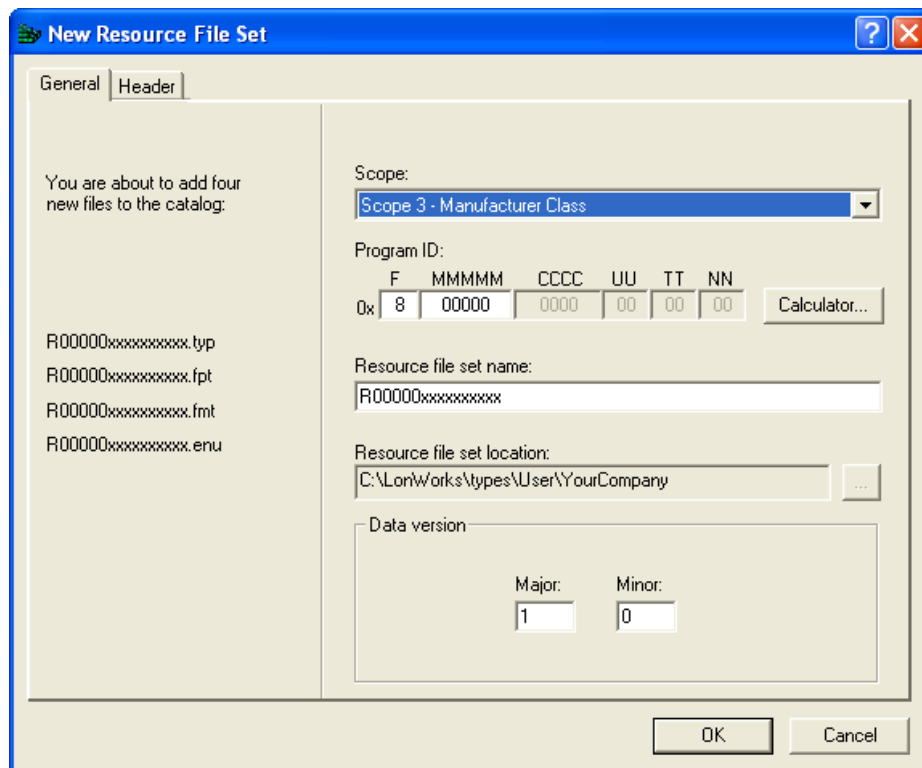 New Resource File Set
General Header
You are about to add four
new files to the catalog:
R00000xxxxxxxxxx.typ
R00000xxxxxxxxxx.fpt
R00000xxxxxxxxxx.fmt
R00000xxxxxxxxxx.enu
Scope:
Scope 3 - Manufacturer Class
Program ID:
F MMMMM CCCC UU TT NN
0x 8 00000 0000 00 00 00 Calculator...
Resource file set name:
R00000xxxxxxxxxx
Resource file set location:
C:\LonWorks\types\User\YourCompany ...
Data version
Major: Minor:
1 0
OK Cancel